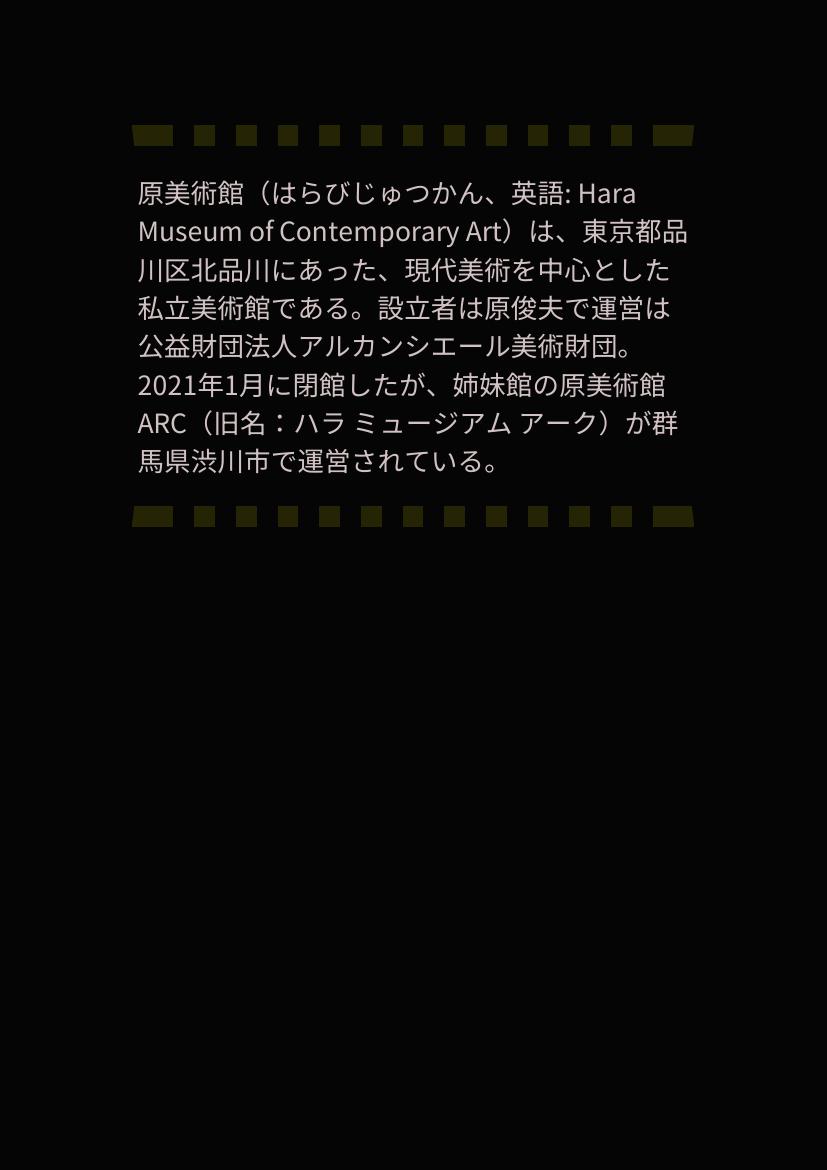 原美術館（はらびじゅつかん、英語: Hara
Museum of Contemporary Art）は、東京都品
川区北品川にあった、現代美術を中心とした
私立美術館である。設立者は原俊夫で運営は
公益財団法人アルカンシエール美術財団。
2021年1月に閉館したが、姉妹館の原美術館
ARC（旧名：ハラ ミュージアム アーク）が群
馬県渋川市で運営されている。